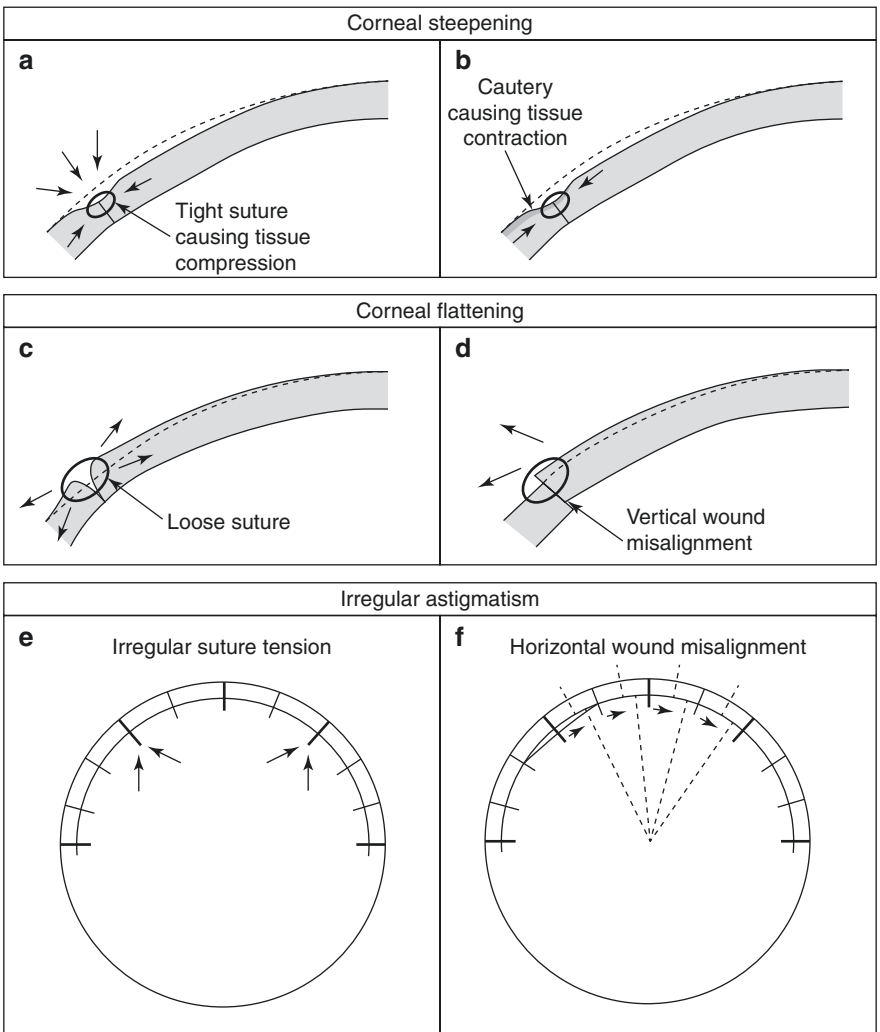 Corneal steepening
a
Tight suture
causing tissue
compression
b
Cautery
causing tissue
contraction
Corneal flattening
c
Loose suture
d
Vertical wound
misalignment
Irregular astigmatism
e
Irregular suture tension
f
Horizontal wound misalignment